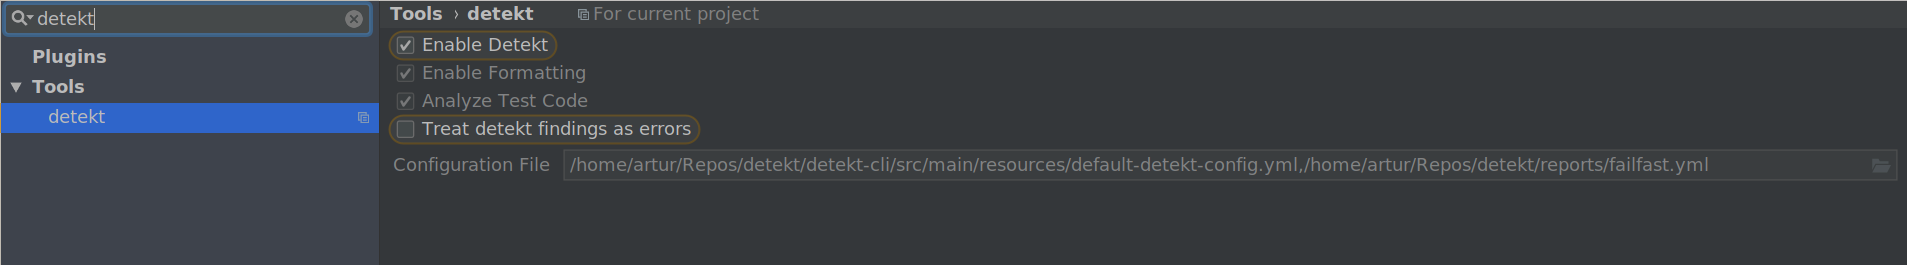 detekt
Plugins
Tools
detekt
Tools › detekt For current project
Enable Detekt
Enable Formatting
Analyze Test Code
Treat detekt findings as errors
Configuration File /home/artur/Repos/detekt/detekt-cli/src/main/resources/default-detekt-config.yml,/home/artur/Repos/detekt/reports/failfast.yml